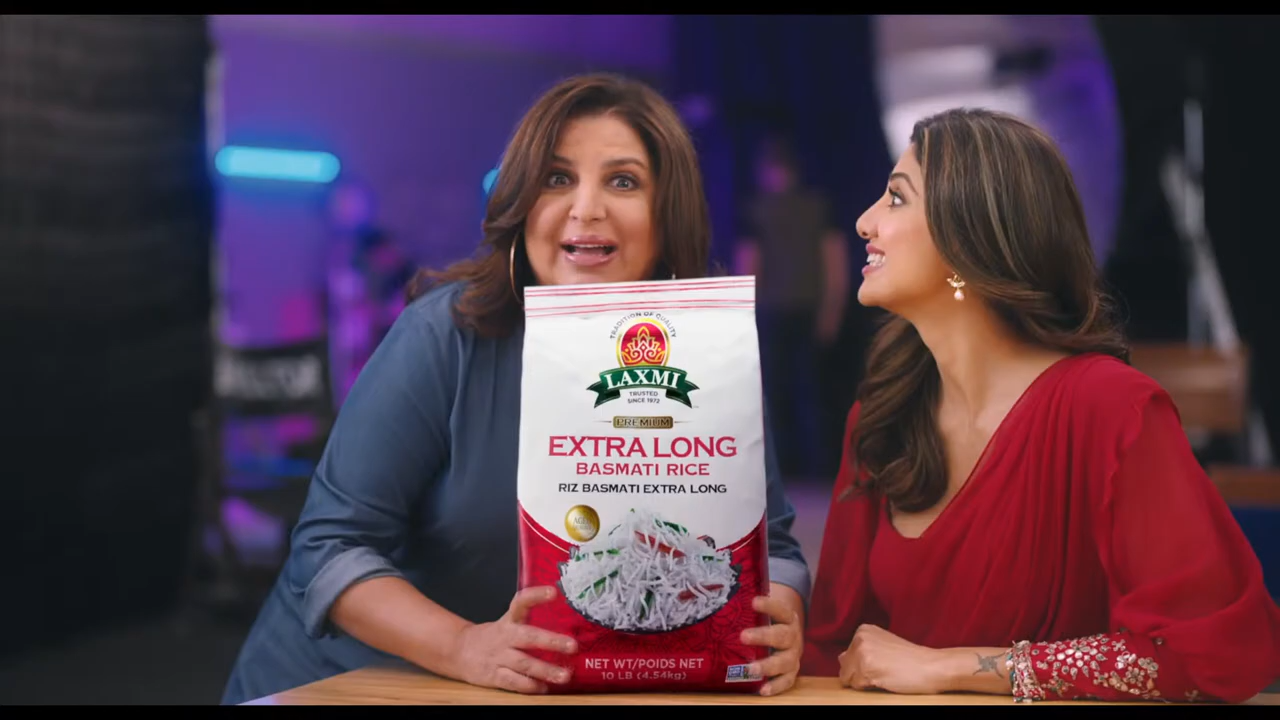 TRADITION OF QUALITY
LAXMI
TRUSTED
SINCE 1972
PREMIUM
EXTRA LONG
BASMATI RICE
RIZ BASMATI EXTRA LONG
AGED
NET WT/POIDS NET
10 LB (4.54kg)